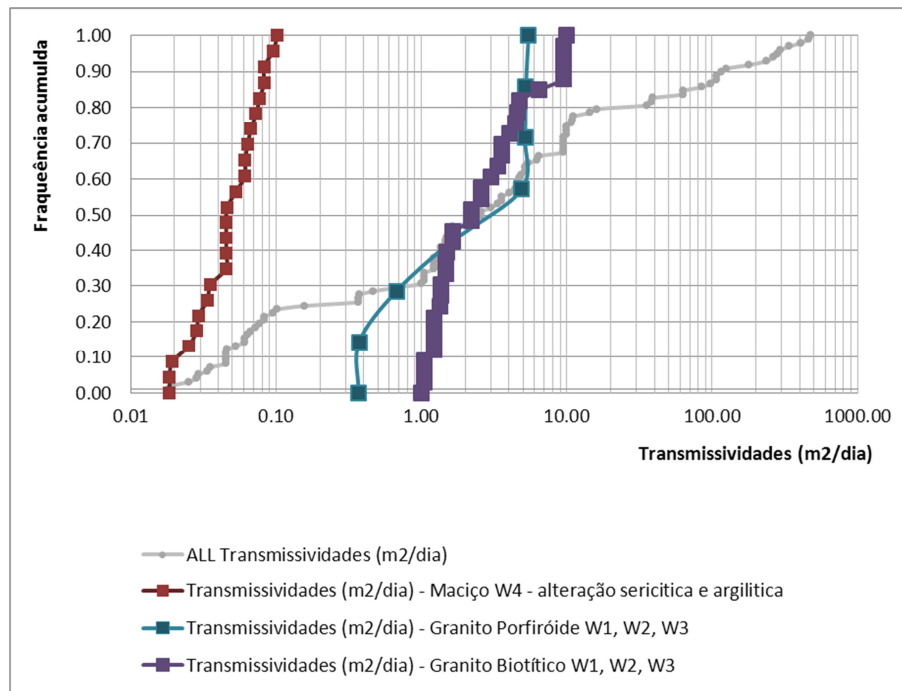 Fraqueência acumulda
1.00
0.90
0.80
0.70
0.60
0.50
0.40
0.30
0.20
0.10
0.00
0.01 0.10 1.00 10.00 100.00 1000.00
Transmissividades (m2/dia)
ALL Transmissividades (m2/dia)
Transmissividades (m2/dia) - Maciço W4 - alteração sericitica e argilitica
Transmissividades (m2/dia) - Granito Porfiróide W1, W2, W3
Transmissividades (m2/dia) - Granito Biotítico W1, W2, W3